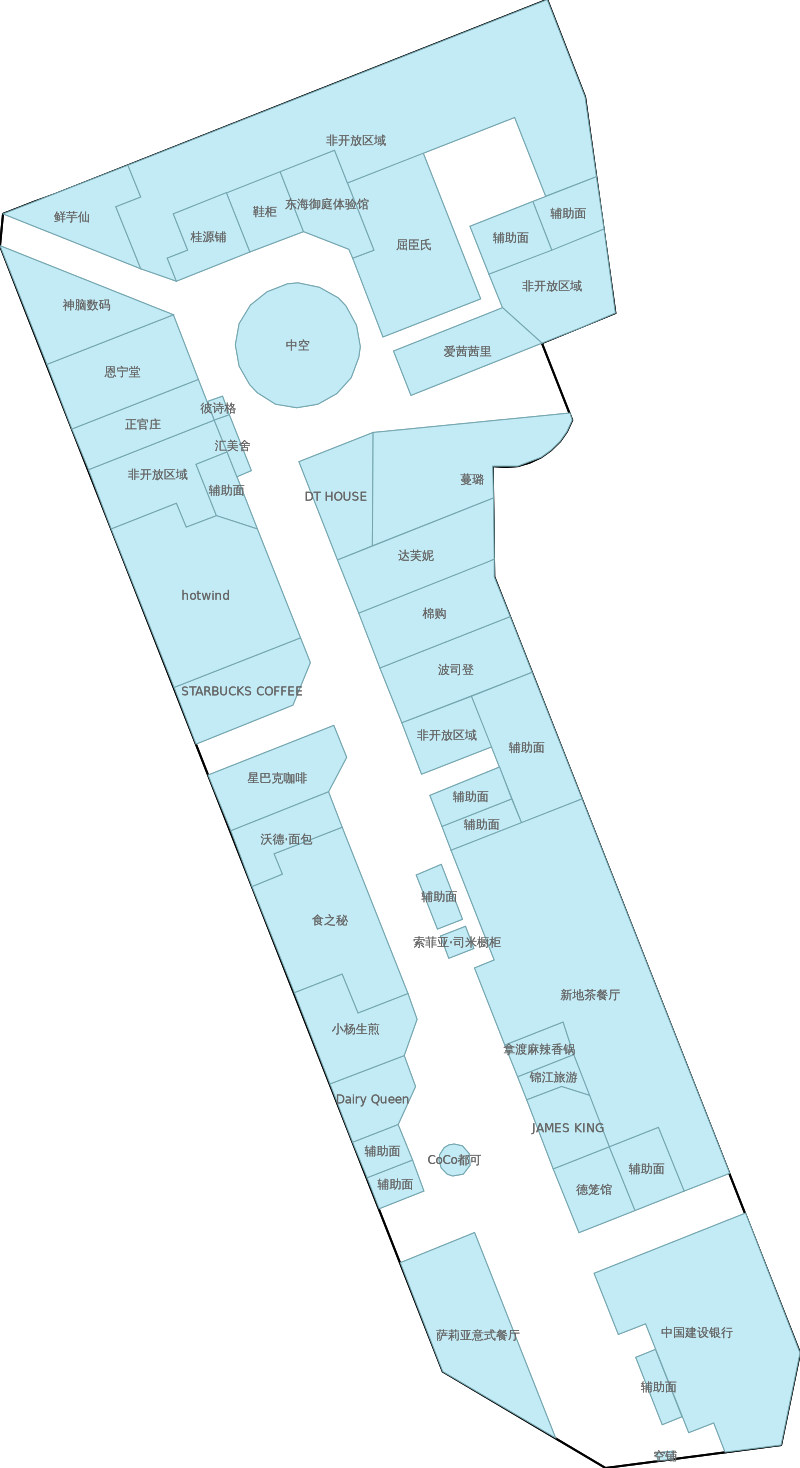 非开放区域
鲜芋仙
桂源铺
鞋柜
东海御庭体验馆
屈臣氏
辅助面
辅助面
非开放区域
神脑数码
中空
爱茜茜里
恩宁堂
彼诗格
正官庄
汇美舍
非开放区域
辅助面
DT HOUSE
蔓璐
达芙妮
hotwind
棉购
波司登
STARBUCKS COFFEE
非开放区域
辅助面
星巴克咖啡
辅助面
辅助面
沃德·面包
辅助面
食之秘
索菲亚·司米橱柜
新地茶餐厅
小杨生煎
拿渡麻辣香锅
锦江旅游
Dairy Queen
JAMES KING
辅助面
CoCo都可
辅助面
辅助面
德笼馆
萨莉亚意式餐厅
中国建设银行
辅助面
空铺